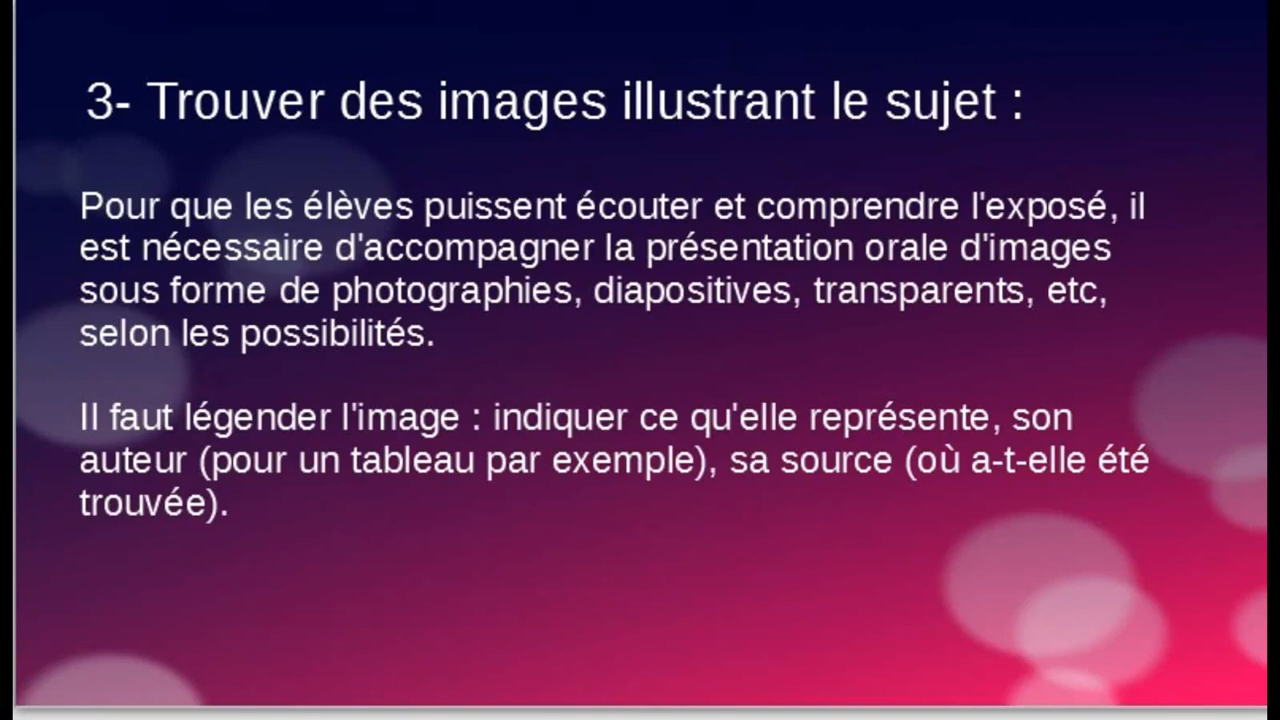 3- Trouver des images illustrant le sujet :
Pour que les élèves puissent écouter et comprendre l'exposé, il
est nécessaire d'accompagner la présentation orale d'images
sous forme de photographies, diapositives, transparents, etc,
selon les possibilités.
Il faut légender l'image : indiquer ce qu'elle représente, son
auteur (pour un tableau par exemple), sa source (où a-t-elle été
trouvée).